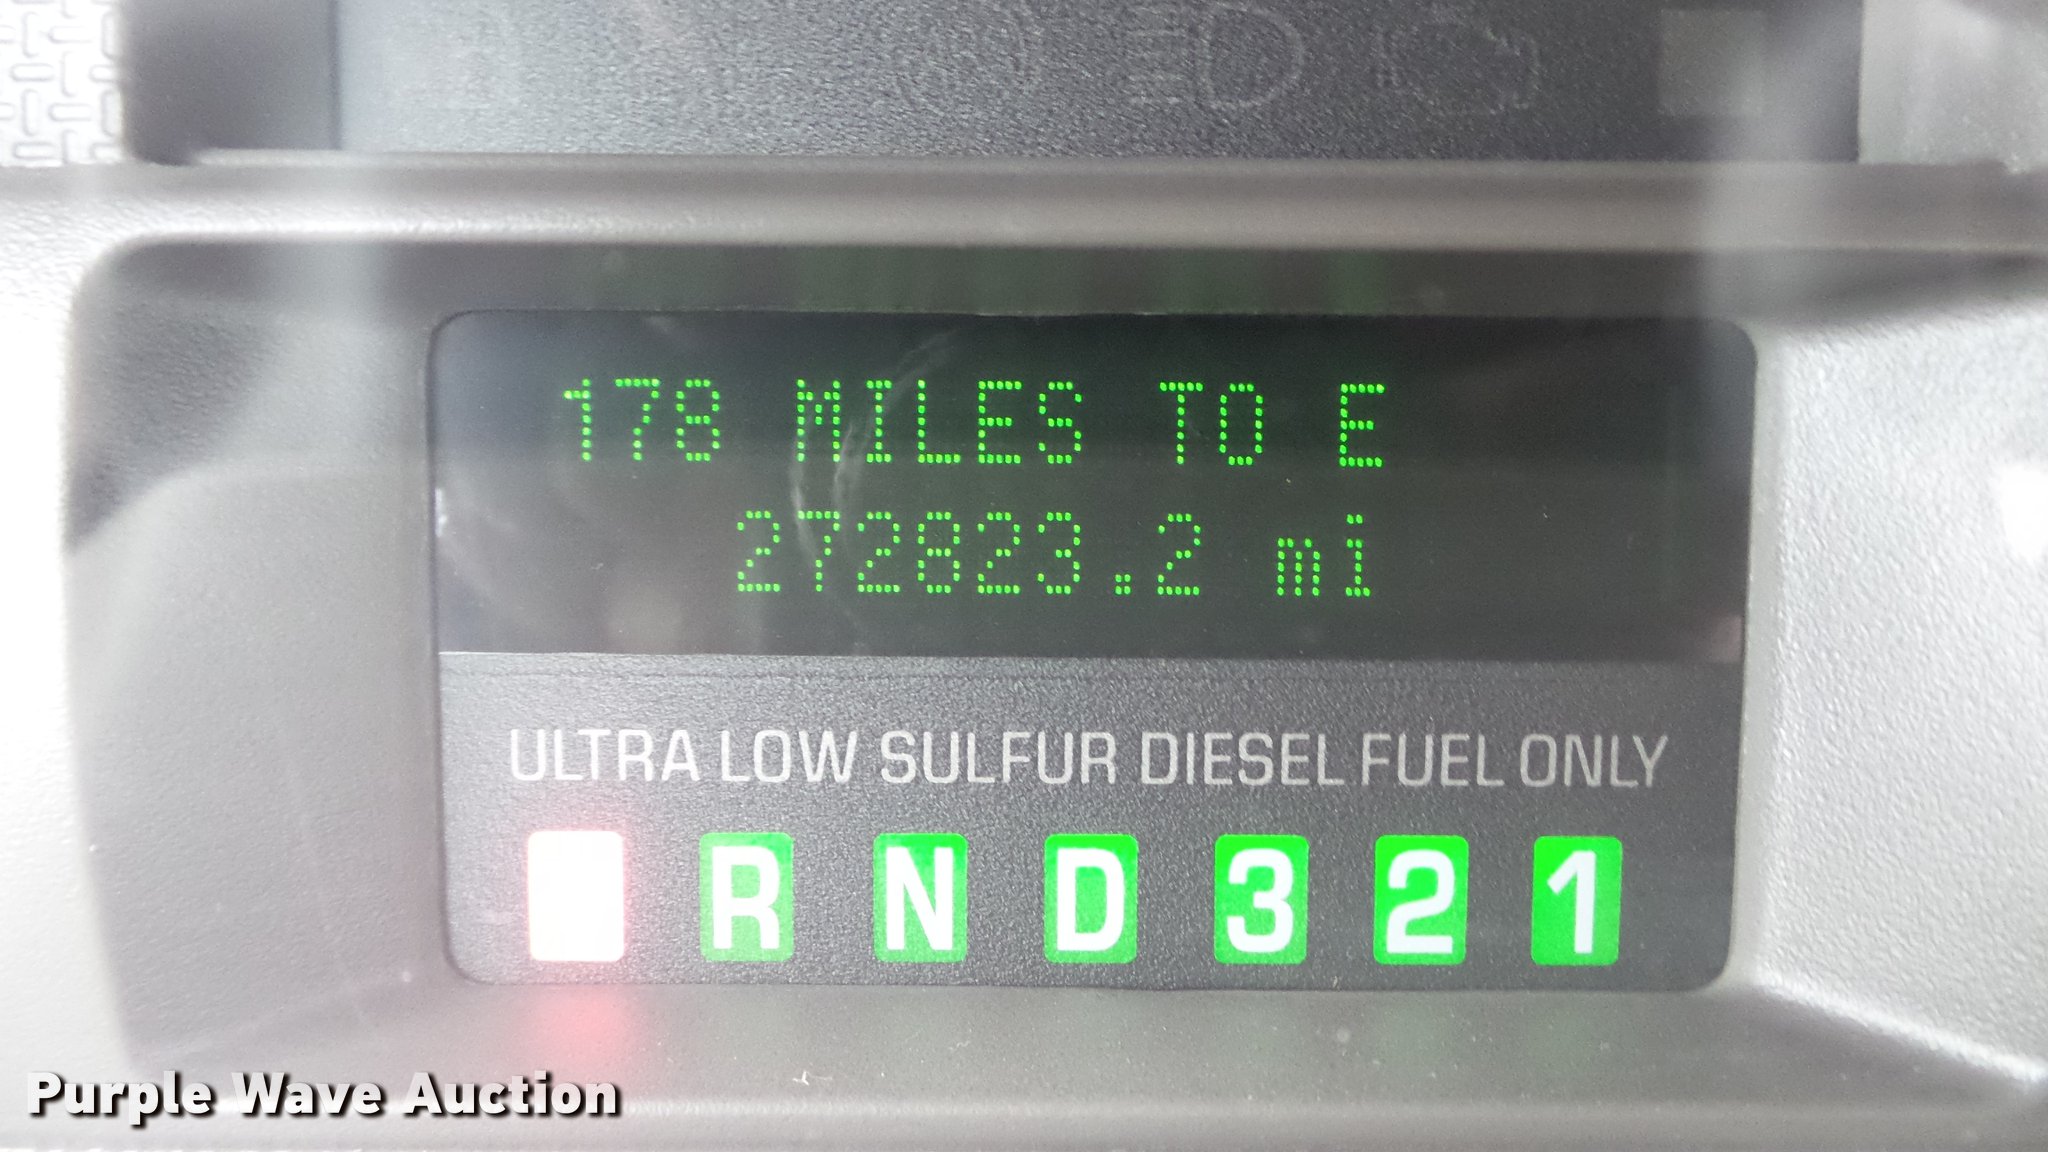 178 MILES TO E
272823.2 mi
ULTRA LOW SULFUR DIESEL FUEL ONLY
R N D 3 2 1
Purple Wave Auction